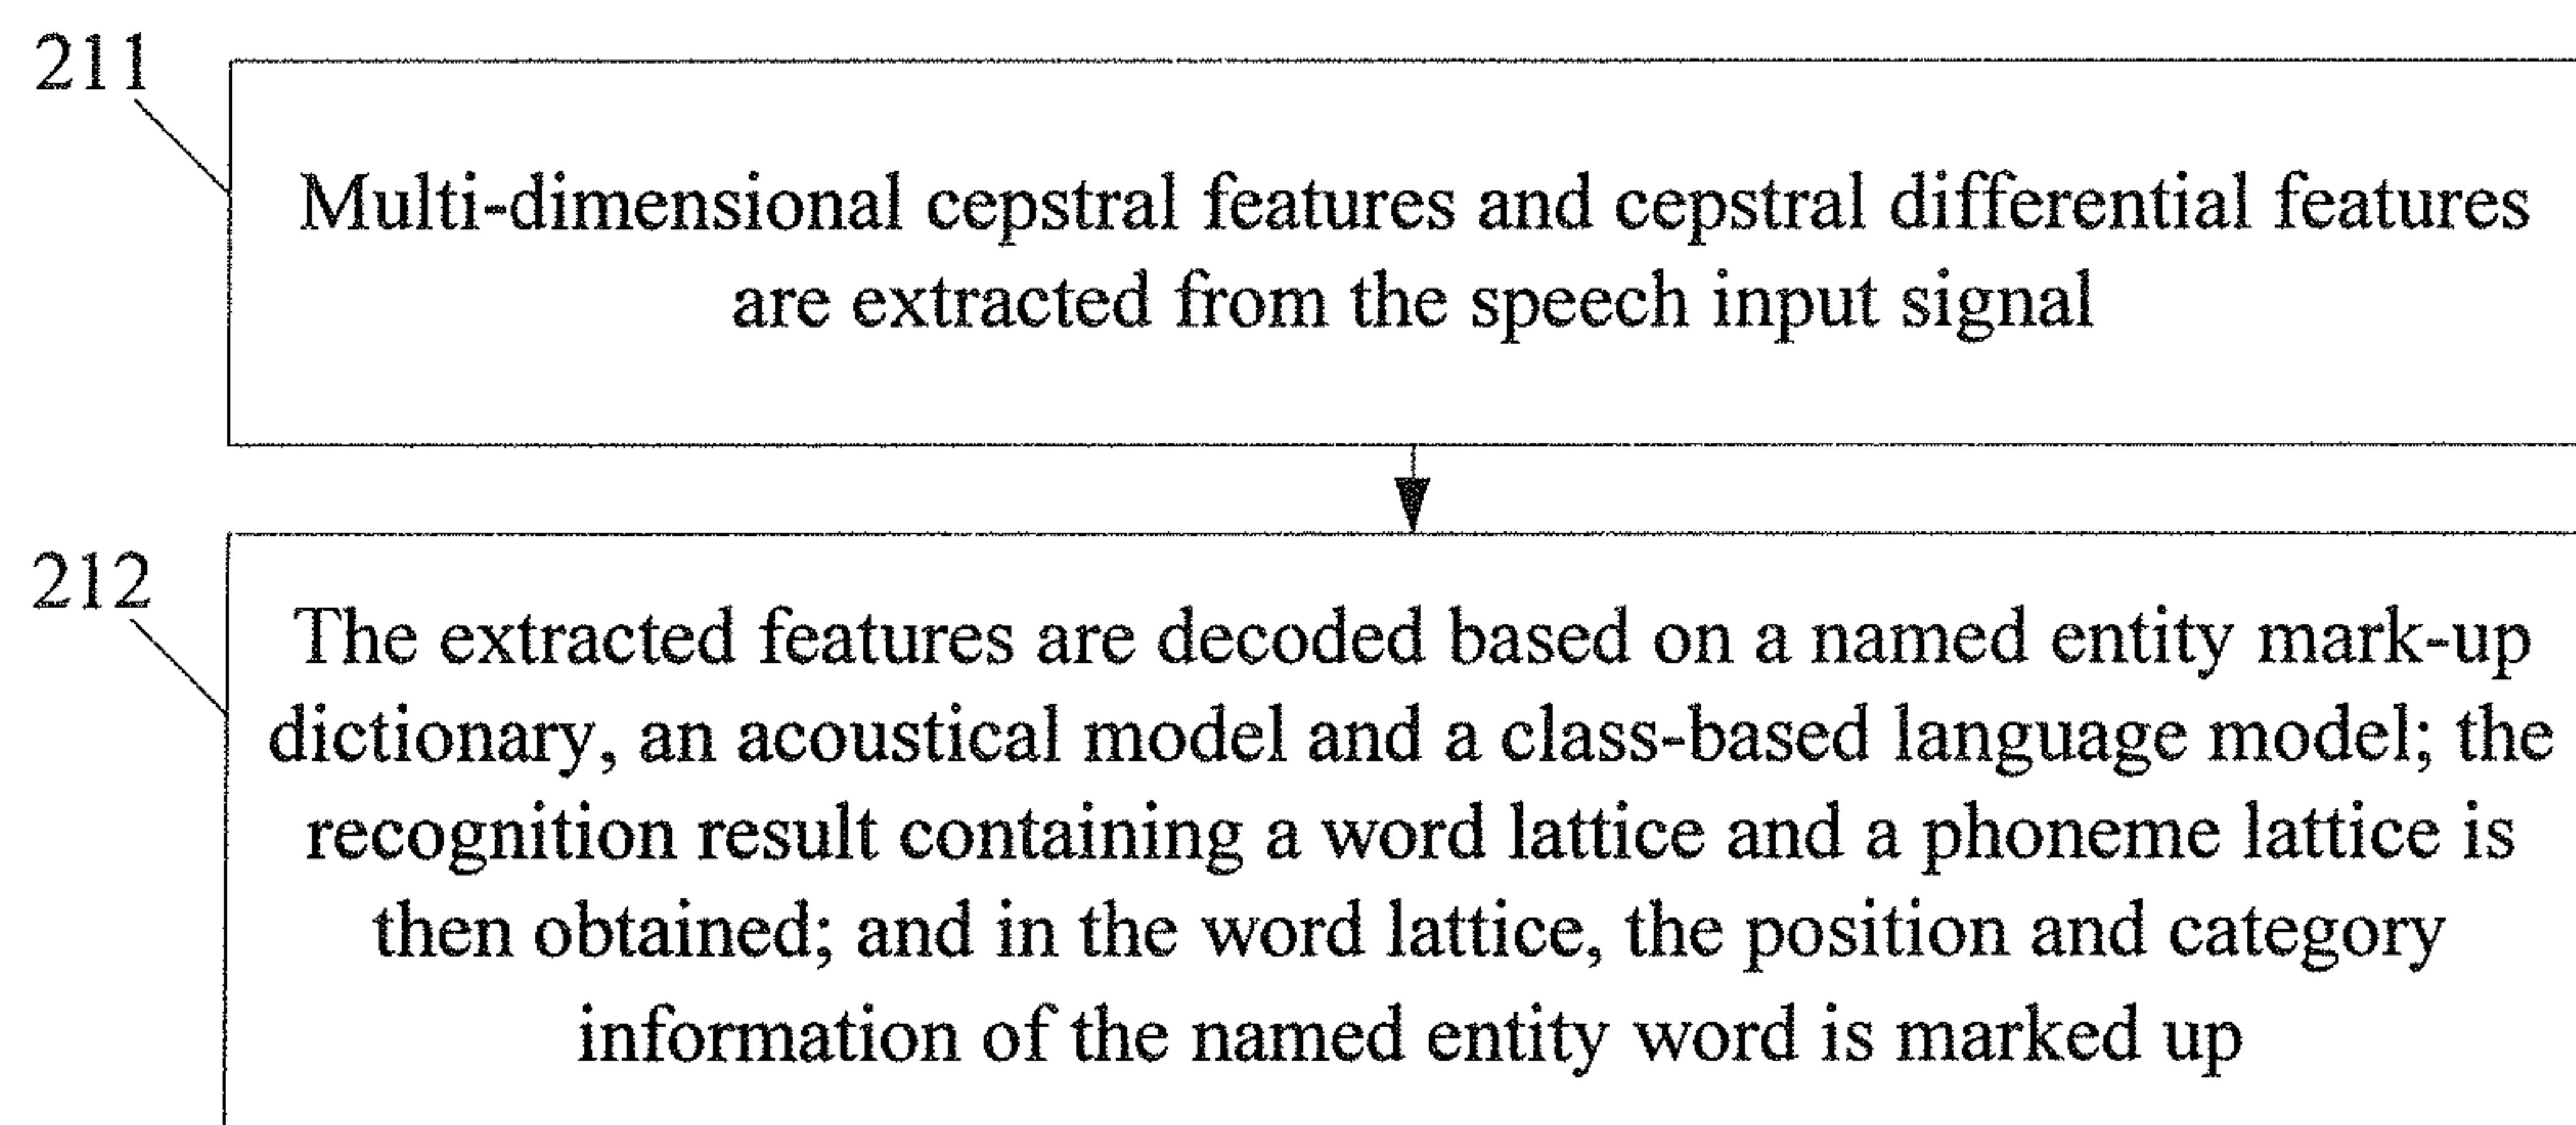 211
Multi-dimensional cepstral features and cepstral differential features
are extracted from the speech input signal
212
The extracted features are decoded based on a named entity mark-up
dictionary, an acoustical model and a class-based language model; the
recognition result containing a word lattice and a phoneme lattice is
then obtained; and in the word lattice, the position and category
information of the named entity word is marked up